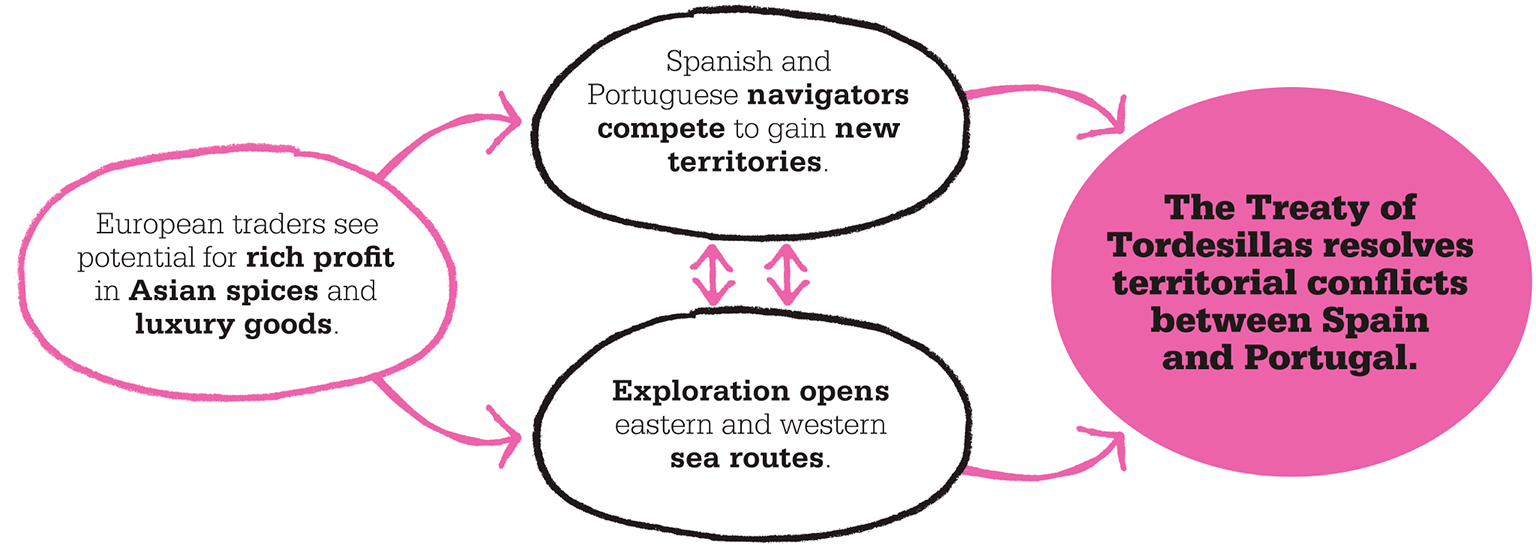 European traders see
potential for rich profit
in Asian spices and
luxury goods.
Spanish and
Portuguese navigators
compete to gain new
territories.
Exploration opens
eastern and western
sea routes.
The Treaty of
Tordesillas resolves
territorial conflicts
between Spain
and Portugal.